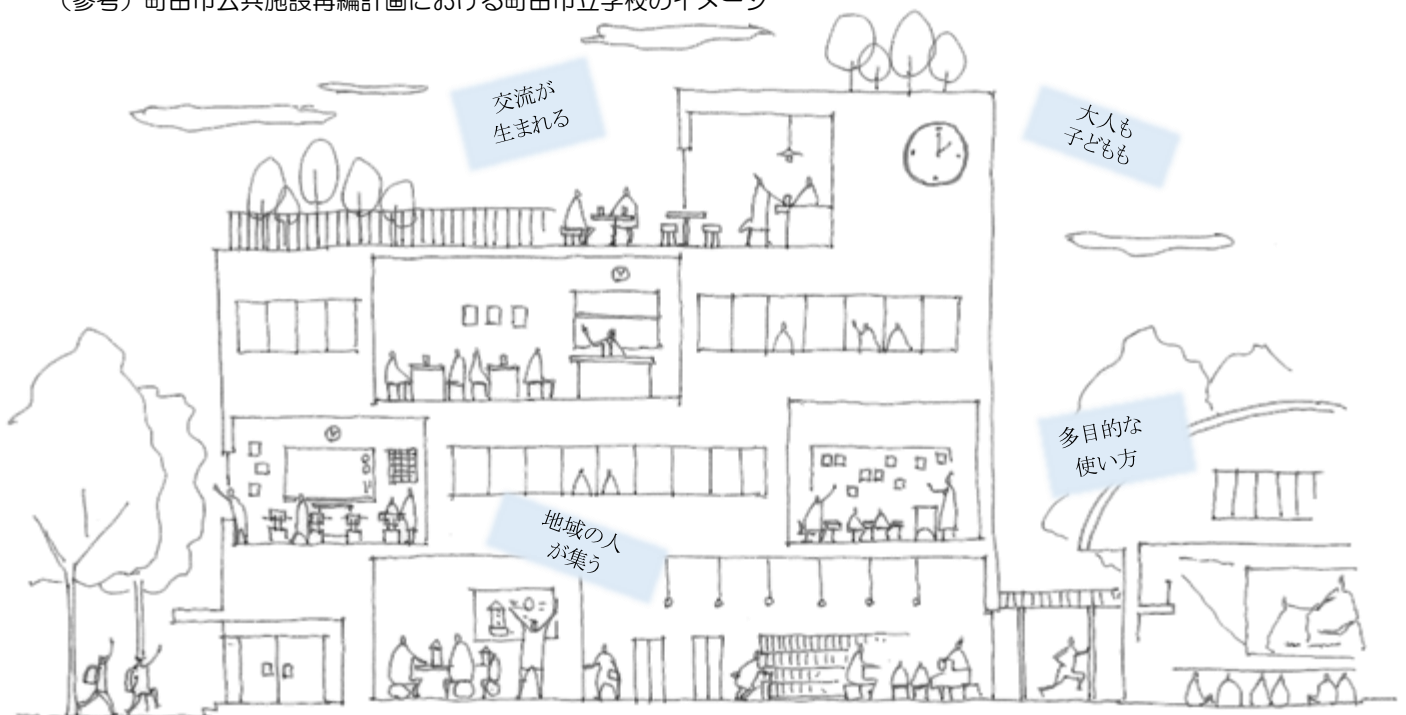 （参考）町田市公共施設再編計画における町田市立学校のイメージ
交流が
生まれる
大人も
子どもも
多目的な
使い方
地域の人
が集う